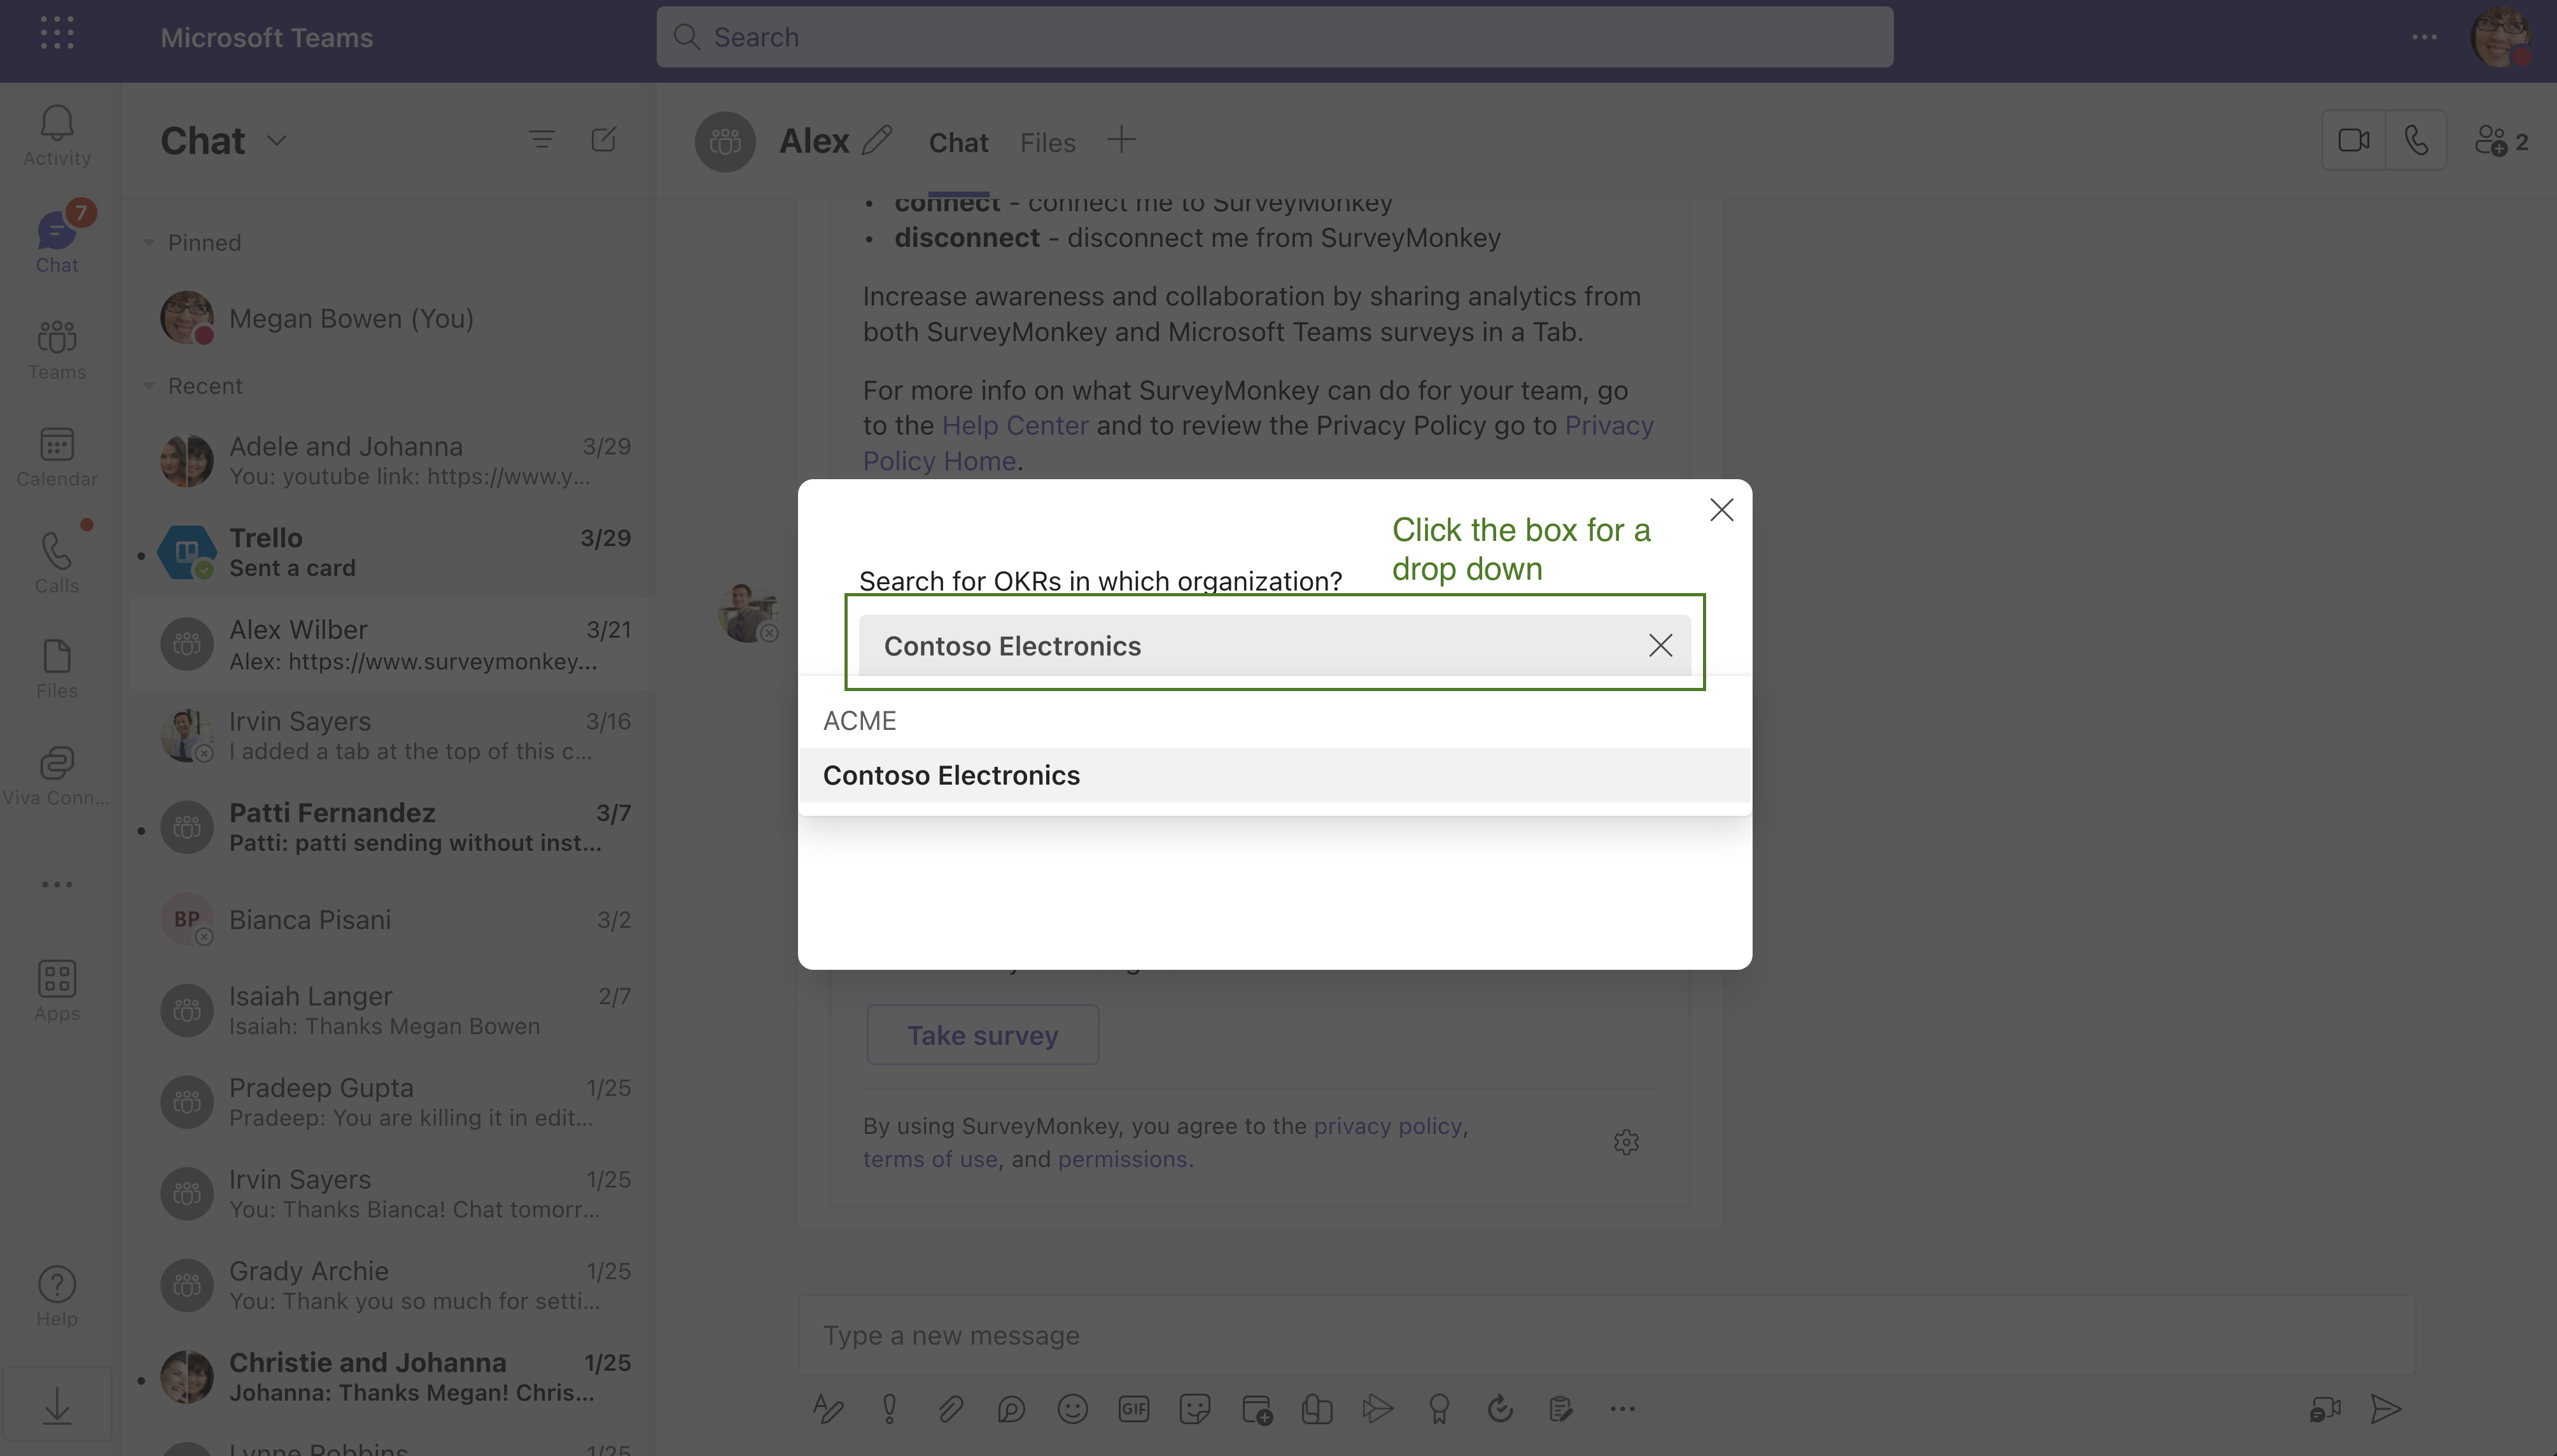 Microsoft Teams
Search
Activity
7
Chat
Teams
Calendar
Calls
Files
Viva Conn...
Apps
Help
Chat
Pinned
Megan Bowen (You)
Recent
Adele and Johanna 3/29
You: youtube link: https://www.y...
Trello 3/29
Sent a card
Alex Wilber 3/21
Alex: https://www.surveymonkey...
Irvin Sayers 3/16
I added a tab at the top of this c...
Patti Fernandez 3/7
Patti: patti sending without inst...
BP
Bianca Pisani 3/2
Isaiah Langer 2/7
Isaiah: Thanks Megan Bowen
Pradeep Gupta 1/25
Pradeep: You are killing it in edit...
Irvin Sayers 1/25
You: Thanks Bianca! Chat tomorr...
Grady Archie 1/25
You: Thank you so much for setti...
Christie and Johanna 1/25
Johanna: Thanks Megan! Chris...
Lynne Robbins 1/25
Alex Chat Files
2
• connect - connect me to SurveyMonkey
• disconnect - disconnect me from SurveyMonkey
Increase awareness and collaboration by sharing analytics from
both SurveyMonkey and Microsoft Teams surveys in a Tab.
For more info on what SurveyMonkey can do for your team, go
to the Help Center and to review the Privacy Policy go to Privacy
Policy Home.
Click the box for a
drop down
Search for OKRs in which organization?
Contoso Electronics
ACME
Contoso Electronics
Take survey
By using SurveyMonkey, you agree to the privacy policy,
terms of use, and permissions.
Type a new message
GIF